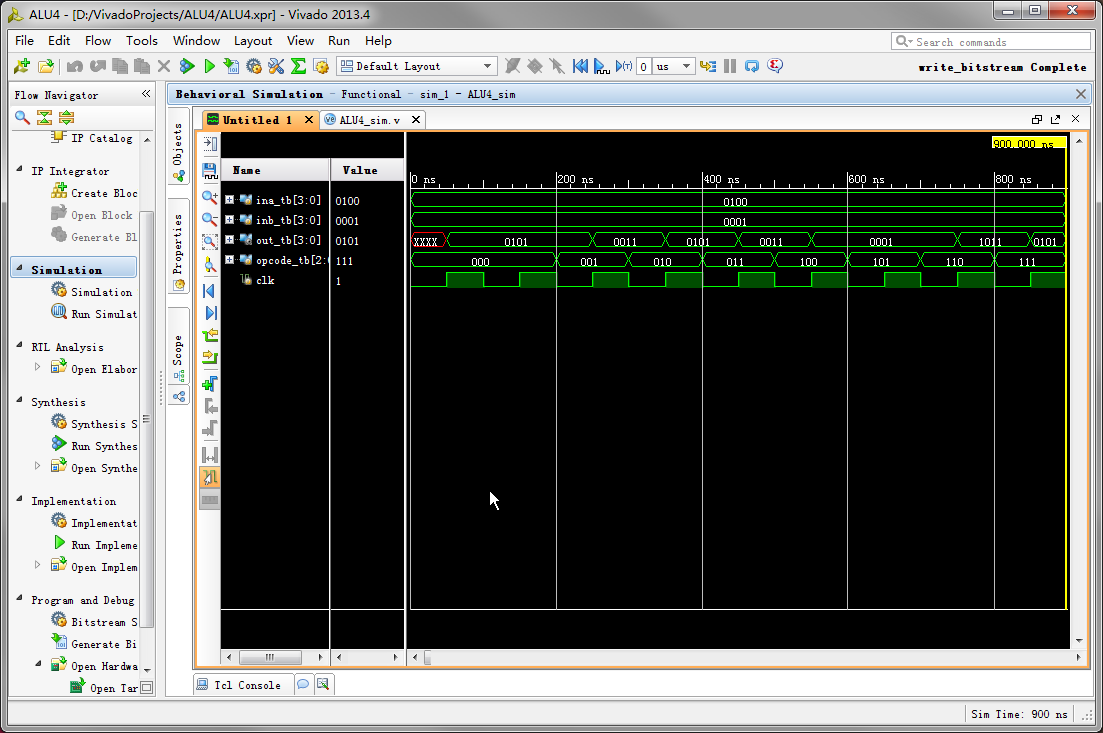 ALU4 - [D:/VivadoProjects/ALU4/ALU4.xpr] - Vivado 2013.4
File Edit Flow Tools Window Layout View Run Help
Search commands
Default Layout
0 us
write_bitstream Complete
Flow Navigator
IP Catalog
IP Integrator
Create Bloc
Open Block
Generate Bl
Simulation
Simulation
Run Simulat
RTL Analysis
Open Elabor
Synthesis
Synthesis S
Run Synthes
Open Synthe
Implementation
Implementat
Run Impleme
Open Implem
Program and Debug
Bitstream S
Generate Bi
Open Hardwa
Open Tar
Behavioral Simulation - Functional - sim_1 - ALU4_sim
Objects
Properties
Scope
Untitled 1
ALU4_sim.v
Name Value
900.000 ns
0 ns 200 ns 400 ns 600 ns 800 ns
ina_tb[3:0] 0100 0100
inb_tb[3:0] 0001 0001
out_tb[3:0] 0101 XXXX 0101 0011 0101 0011 0001 1011 0101
opcode_tb[2: 111 000 001 010 011 100 101 110 111
clk 1
Tcl Console
Sim Time: 900 ns